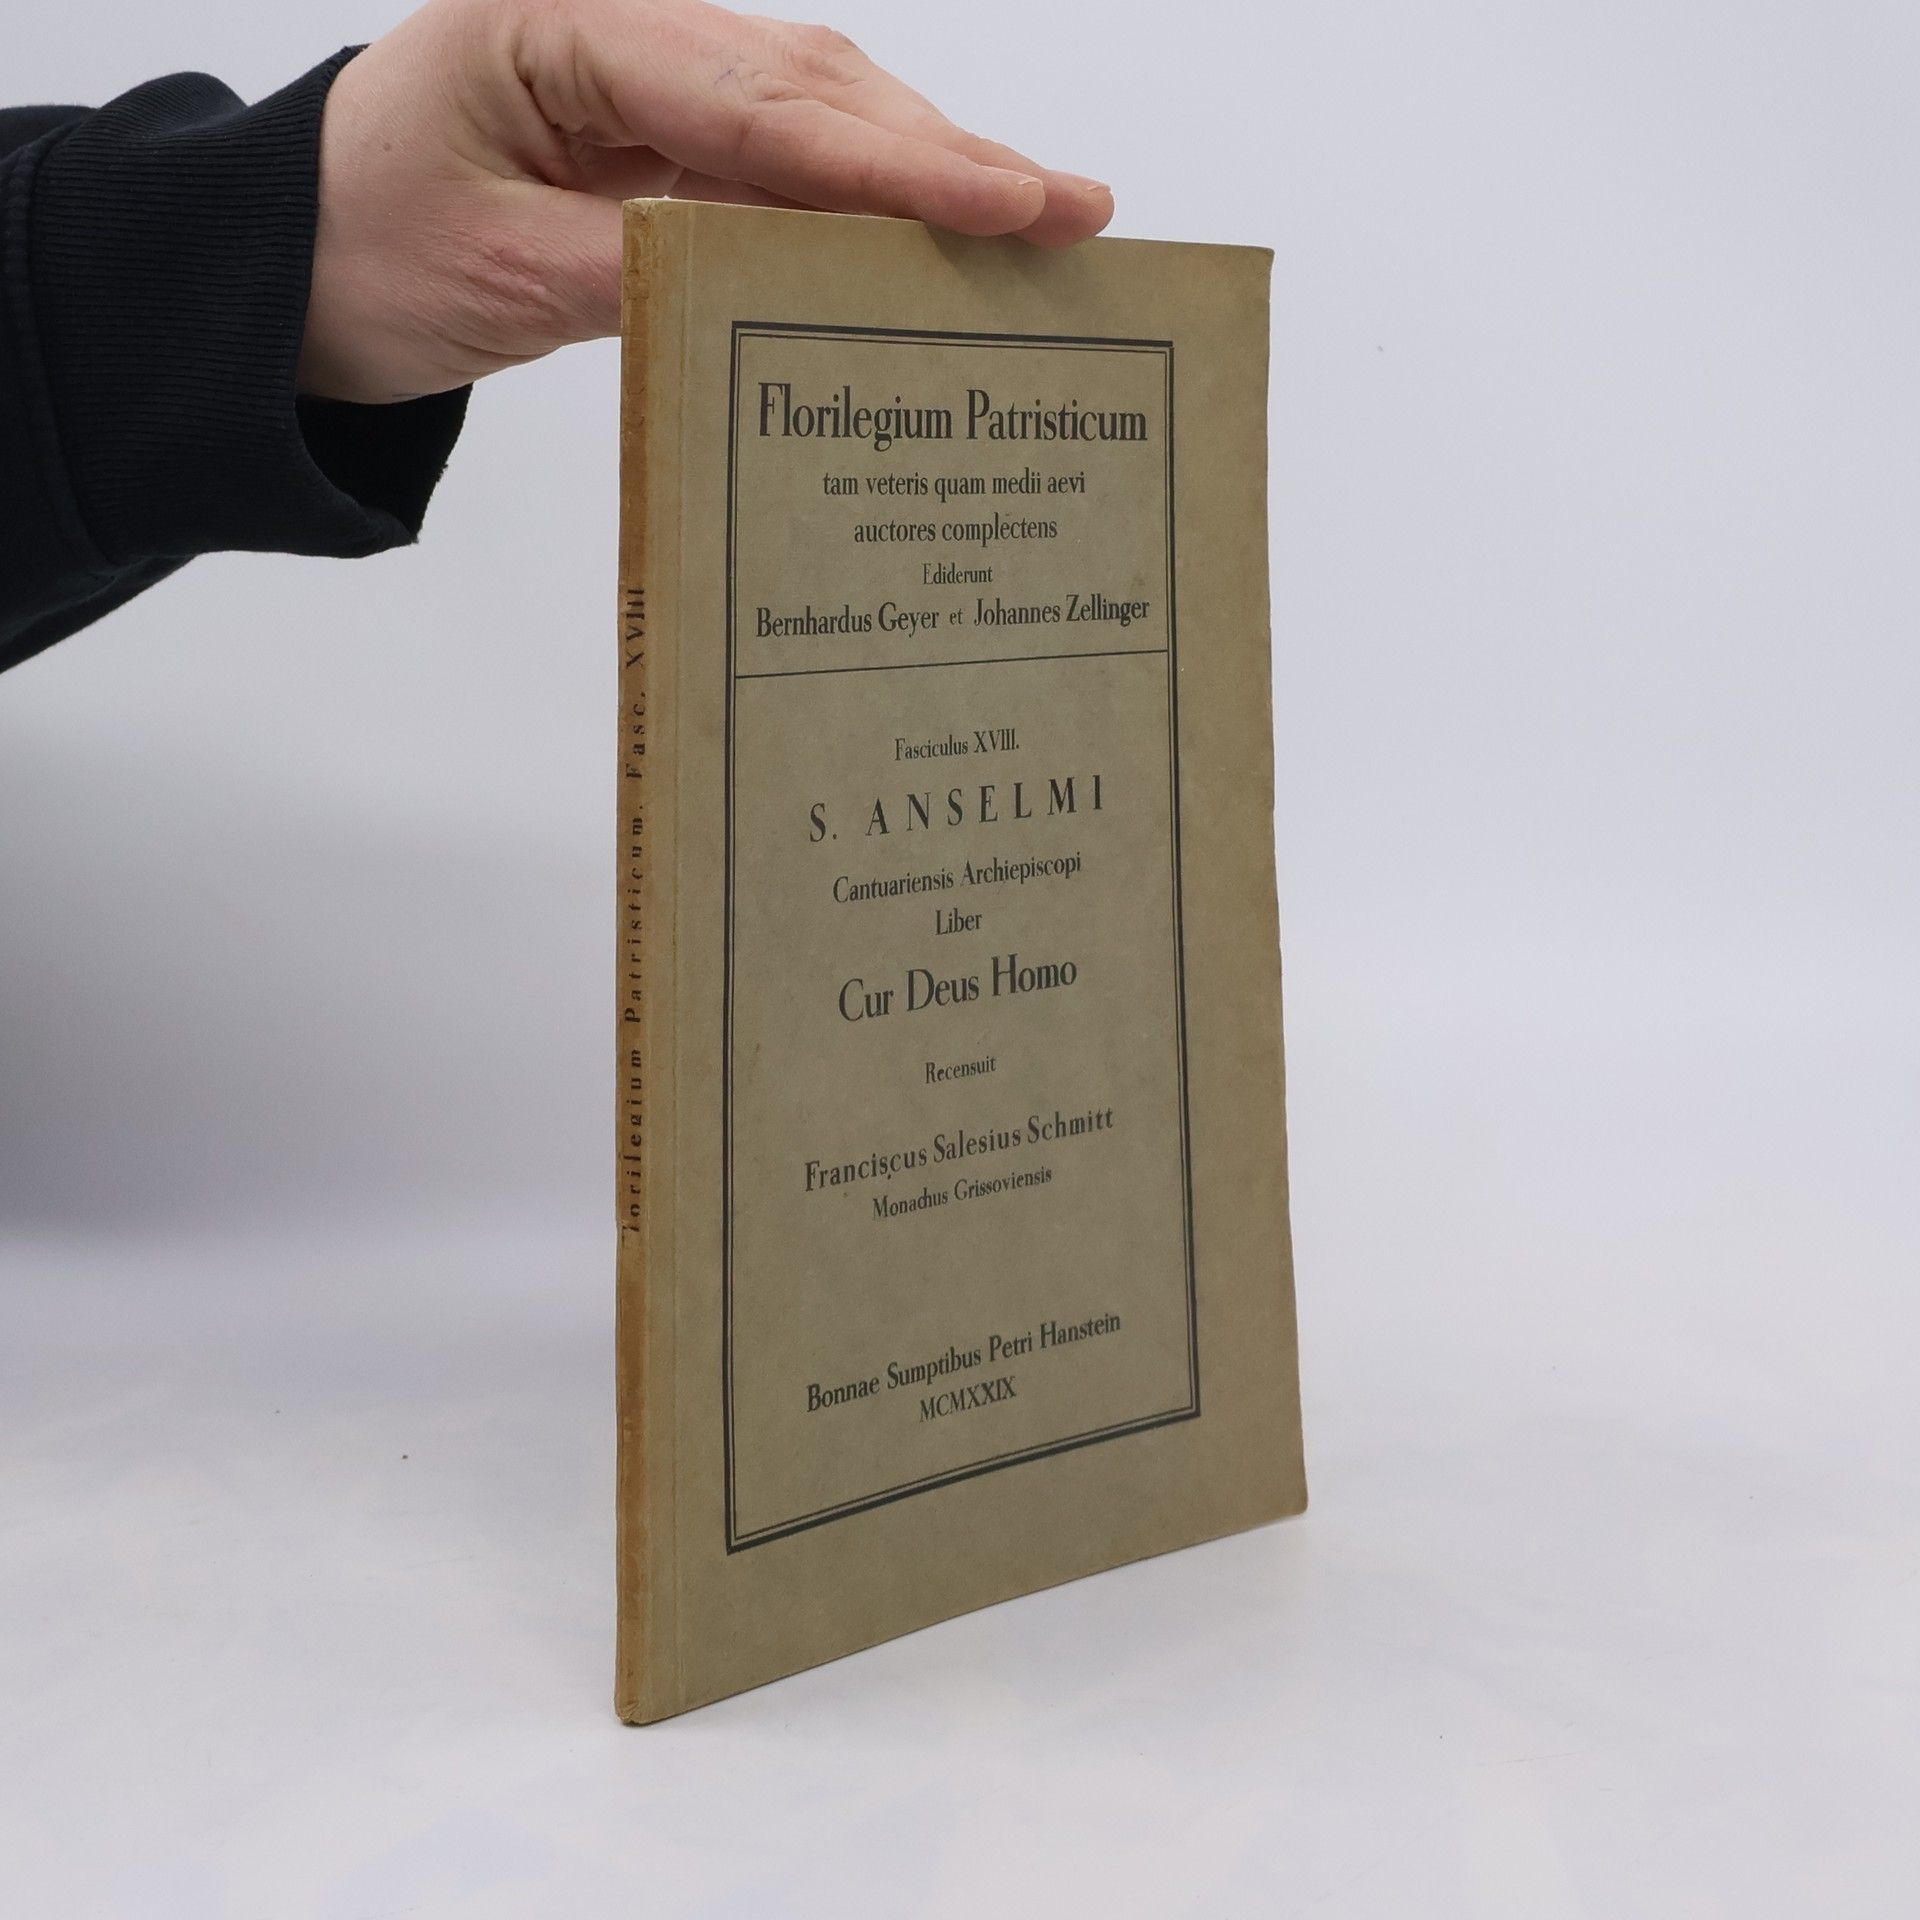 Florilegium Patristicum
tam veteris quam medii aevi
auctores complectens
Ediderunt
Bernhardus Geyer et Johannes Zellinger
Fasciculus XVIII.
S. ANSELMI
Cantuariensis Archiepiscopi
Liber
Cur Deus Homo
Recensuit
Franciscus Salesius Schmitt
Monachus Grissoviensis
Bonnae Sumptibus Petri Hanstein
MCMXXIX
Florilegium Patristicum. Fasc. XVIII